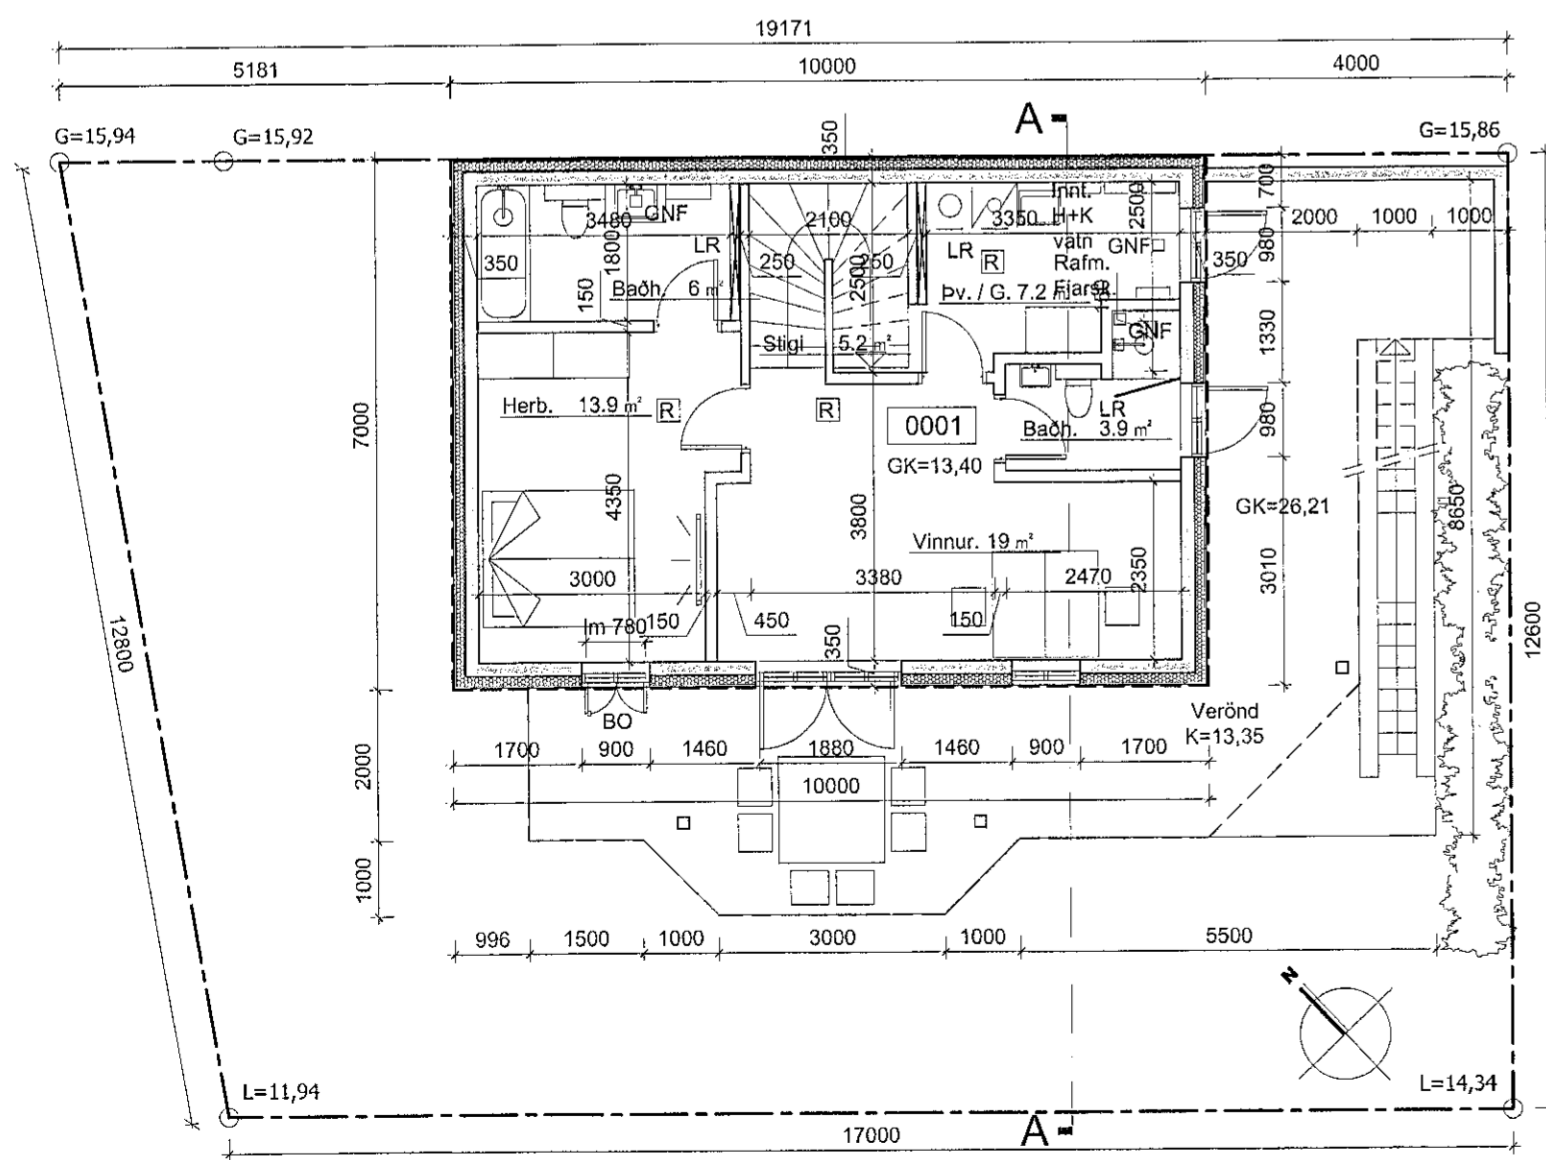 19171
5181
10000
4000
A
G=15,94
G=15,92
G=15,86
350
700
3480
GNF
1800
LR
2100
250
250
2500
3350
Innt.
H+K
vatn
Rafm.
Fjarsk.
2500
GNF
LR
R
2000
1000
1000
980
350
350
150
Baðh. 6 m²
Þv. / G. 7.2 m²
Stigi 5.2 m²
GNF
1330
Herb. 13.9 m²
R
R
0001
LR
Baðh. 3.9 m²
980
GK=13,40
7000
4350
3800
Vinnur. 19 m²
GK=26,21
8650
3000
3380
2470
2350
3010
Im 780
150
450
150
350
12800
12600
BO
Verönd
K=13,35
1700
900
1460
1880
1460
900
1700
2000
10000
1000
996
1500
1000
3000
1000
5500
N
L=11,94
L=14,34
A
17000